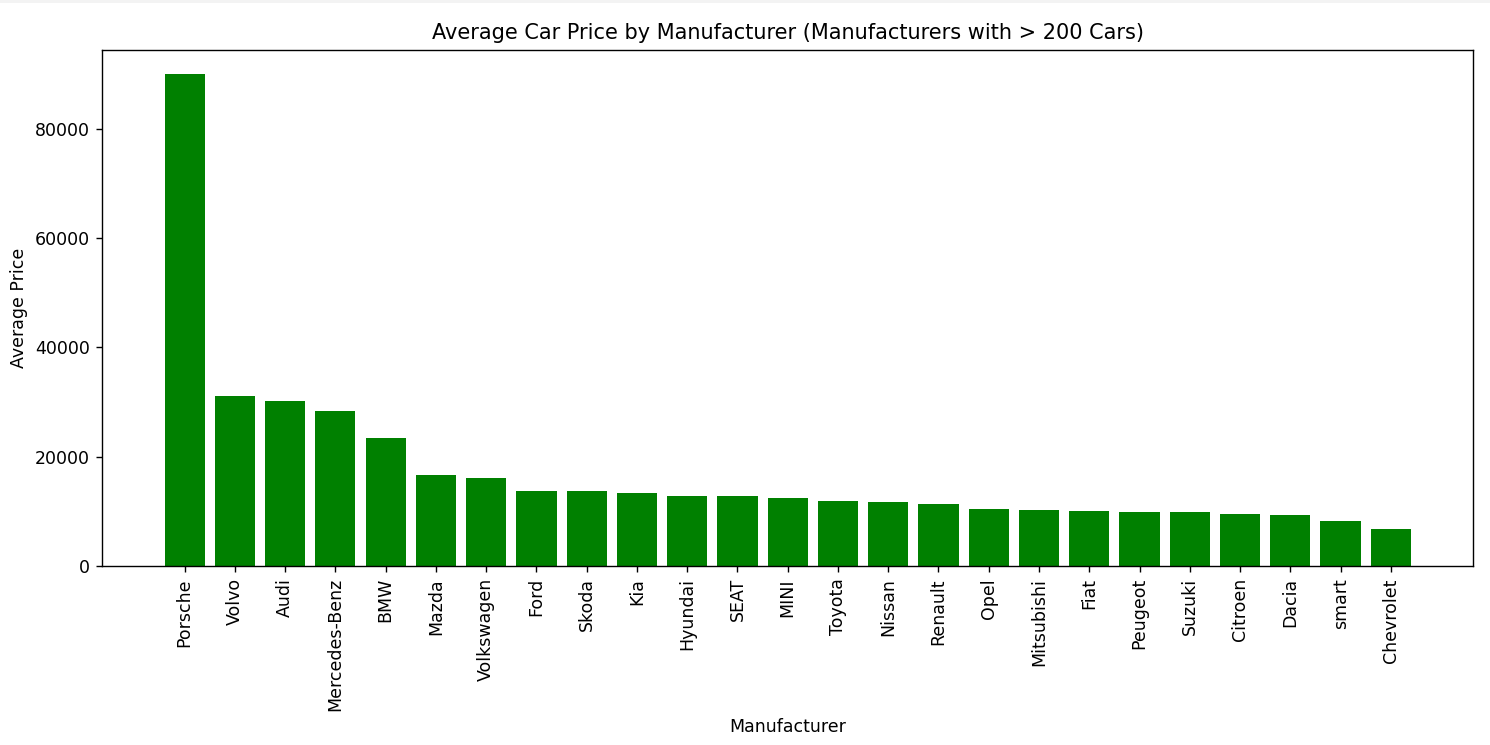 Average Car Price by Manufacturer (Manufacturers with > 200 Cars)
Average Price
80000
60000
40000
20000
0
Porsche
Volvo
Audi
Mercedes-Benz
BMW
Mazda
Volkswagen
Ford
Skoda
Kia
Hyundai
SEAT
MINI
Toyota
Nissan
Renault
Opel
Mitsubishi
Fiat
Peugeot
Suzuki
Citroen
Dacia
smart
Chevrolet
Manufacturer